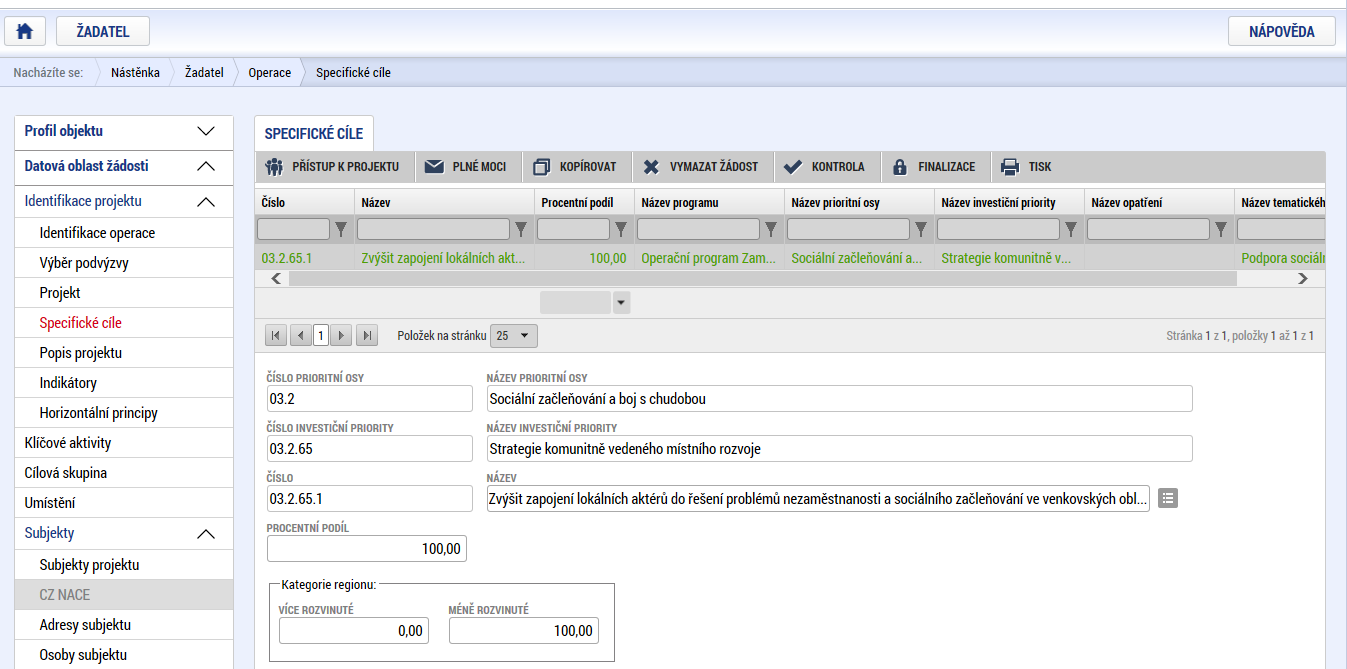 ŽADATEL
NÁPOVĚDA
Nacházíte se: Nástěnka Žadatel Operace Specifické cíle
Profil objektu
Datová oblast žádosti
Identifikace projektu
Identifikace operace
Výběr podvýzvy
Projekt
Specifické cíle
Popis projektu
Indikátory
Horizontální principy
Klíčové aktivity
Cílová skupina
Umístění
Subjekty
Subjekty projektu
CZ NACE
Adresy subjektu
Osoby subjektu
SPECIFICKÉ CÍLE
PŘÍSTUP K PROJEKTU PLNÉ MOCI KOPÍROVAT VYMAZAT ŽÁDOST KONTROLA FINALIZACE TISK
Číslo Název Procentní podíl Název programu Název prioritní osy Název investiční priority Název opatření Název tematickéh
03.2.65.1 Zvýšit zapojení lokálních akt... 100,00 Operační program Zam... Sociální začleňování a... Strategie komunitně v... Podpora sociáln
1 Položek na stránku 25 Stránka 1 z 1, položky 1 až 1 z 1
ČÍSLO PRIORITNÍ OSY NÁZEV PRIORITNÍ OSY
03.2 Sociální začleňování a boj s chudobou
ČÍSLO INVESTIČNÍ PRIORITY NÁZEV INVESTIČNÍ PRIORITY
03.2.65 Strategie komunitně vedeného místního rozvoje
ČÍSLO NÁZEV
03.2.65.1 Zvýšit zapojení lokálních aktérů do řešení problémů nezaměstnanosti a sociálního začleňování ve venkovských obl...
PROCENTNÍ PODÍL
100,00
Kategorie regionu:
VÍCE ROZVINUTÉ MÉNĚ ROZVINUTÉ
0,00 100,00